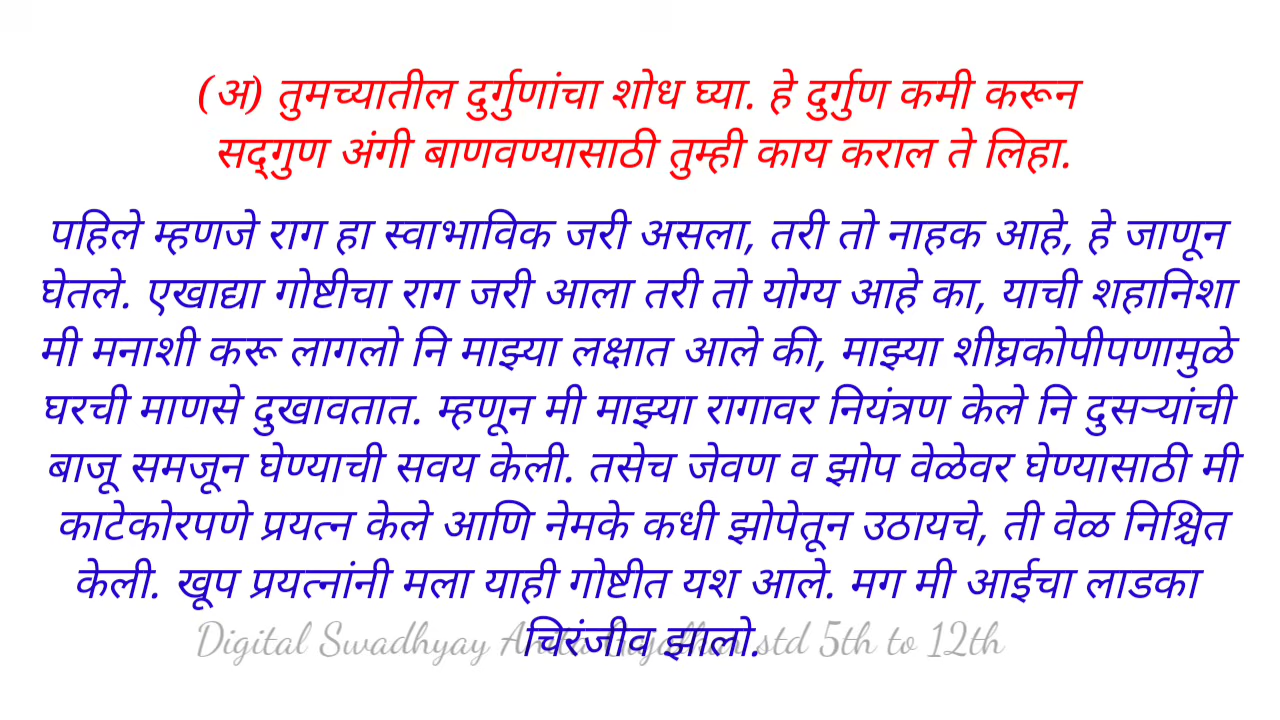 (अ) तुमच्यातील दुर्गुणांचा शोध घ्या. हे दुर्गुण कमी करून
सद्‌गुण अंगी बाणवण्यासाठी तुम्ही काय कराल ते लिहा.
पहिले म्हणजे राग हा स्वाभाविक जरी असला, तरी तो नाहक आहे, हे जाणून
घेतले. एखाद्या गोष्टीचा राग जरी आला तरी तो योग्य आहे का, याची शहानिशा
मी मनाशी करू लागलो नि माझ्या लक्षात आले की, माझ्या शीघ्रकोपीपणामुळे
घरची माणसे दुखावतात. म्हणून मी माझ्या रागावर नियंत्रण केले नि दुसऱ्यांची
बाजू समजून घेण्याची सवय केली. तसेच जेवण व झोप वेळेवर घेण्यासाठी मी
काटेकोरपणे प्रयत्न केले आणि नेमके कधी झोपेतून उठायचे, ती वेळ निश्चित
केली. खूप प्रयत्नांनी मला याही गोष्टीत यश आले. मग मी आईचा लाडका
चिरंजीव झालो.
Digital Swadhyay std 5th to 12th